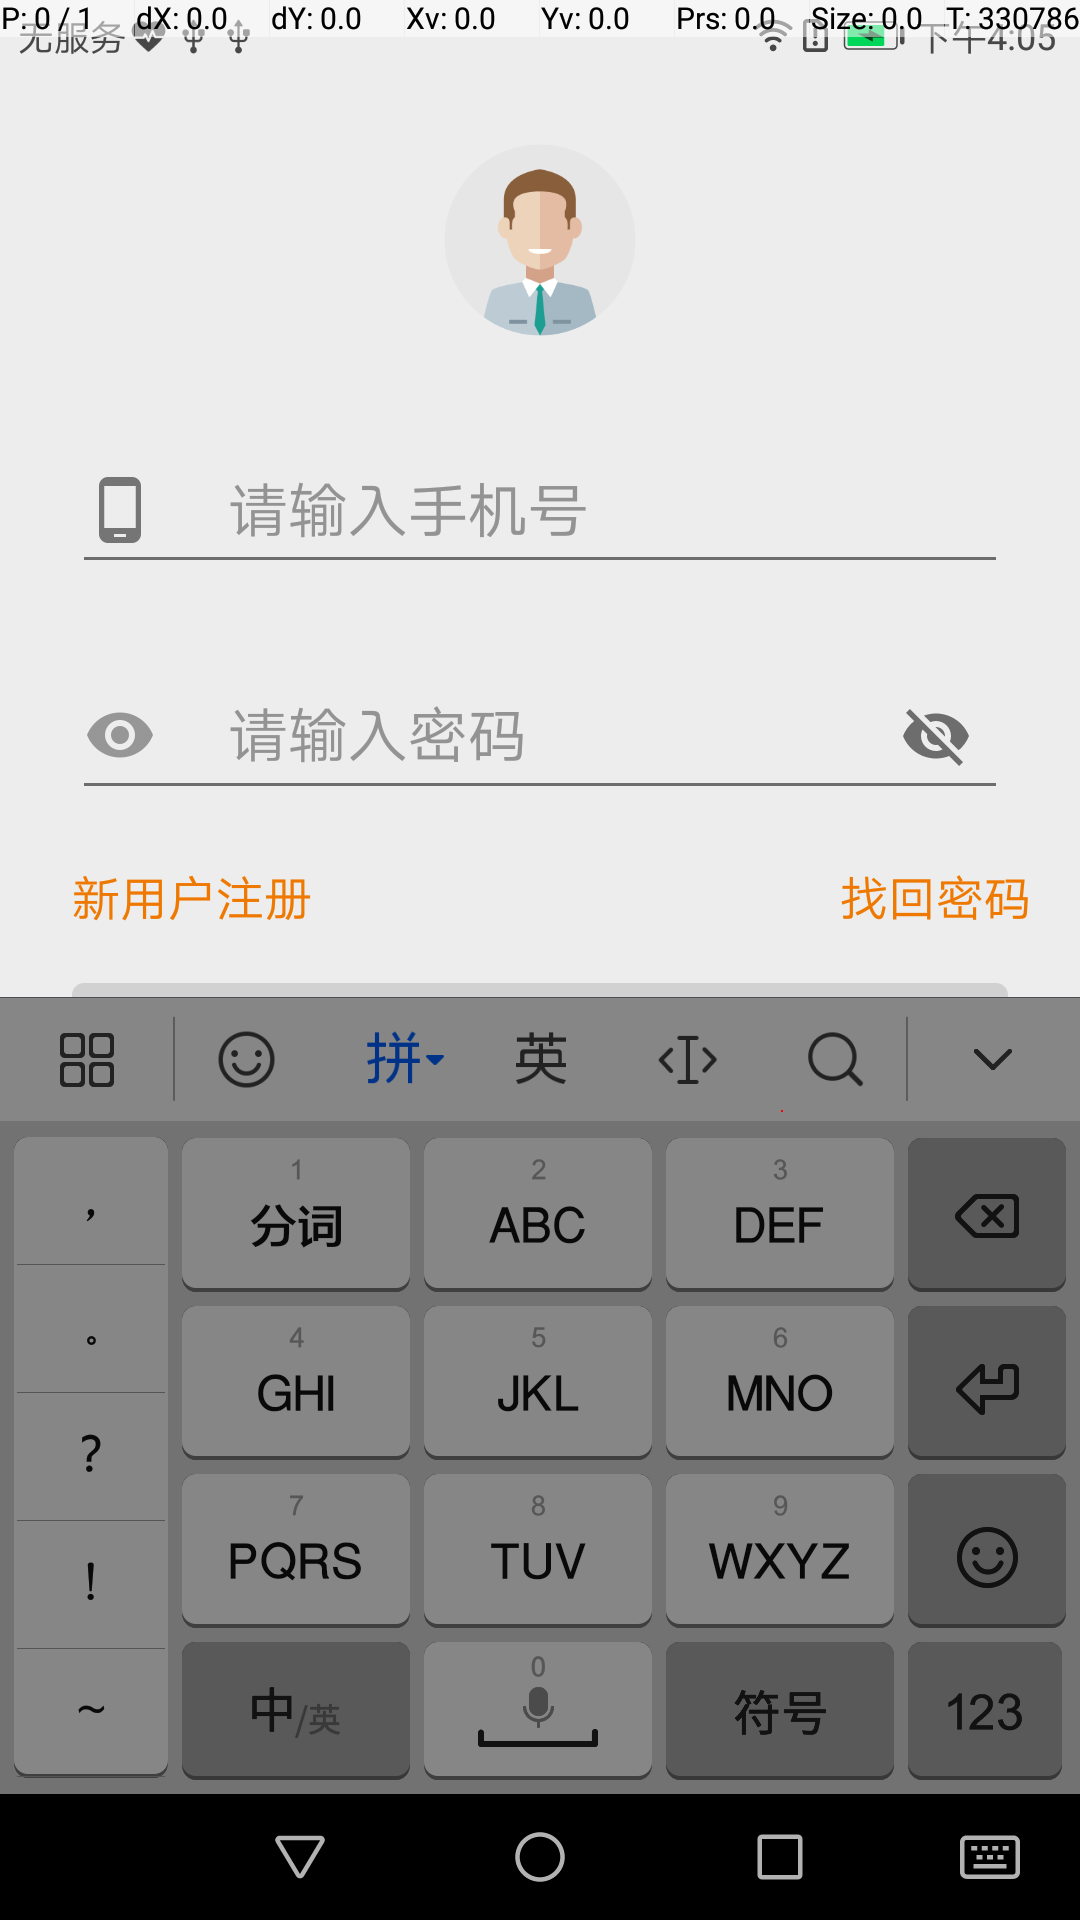 P: 0 / 1 dX: 0.0 dY: 0.0 Xv: 0.0 Yv: 0.0 Prs: 0.0 Size: 0.0 T: 330786
无服务 下午4:05
请输入手机号
请输入密码
新用户注册 找回密码
拼 英
， 1 2 3
分词 ABC DEF
。 4 5 6
GHI JKL MNO
? 7 8 9
! PQRS TUV WXYZ
~ 中/英 0 符号 123